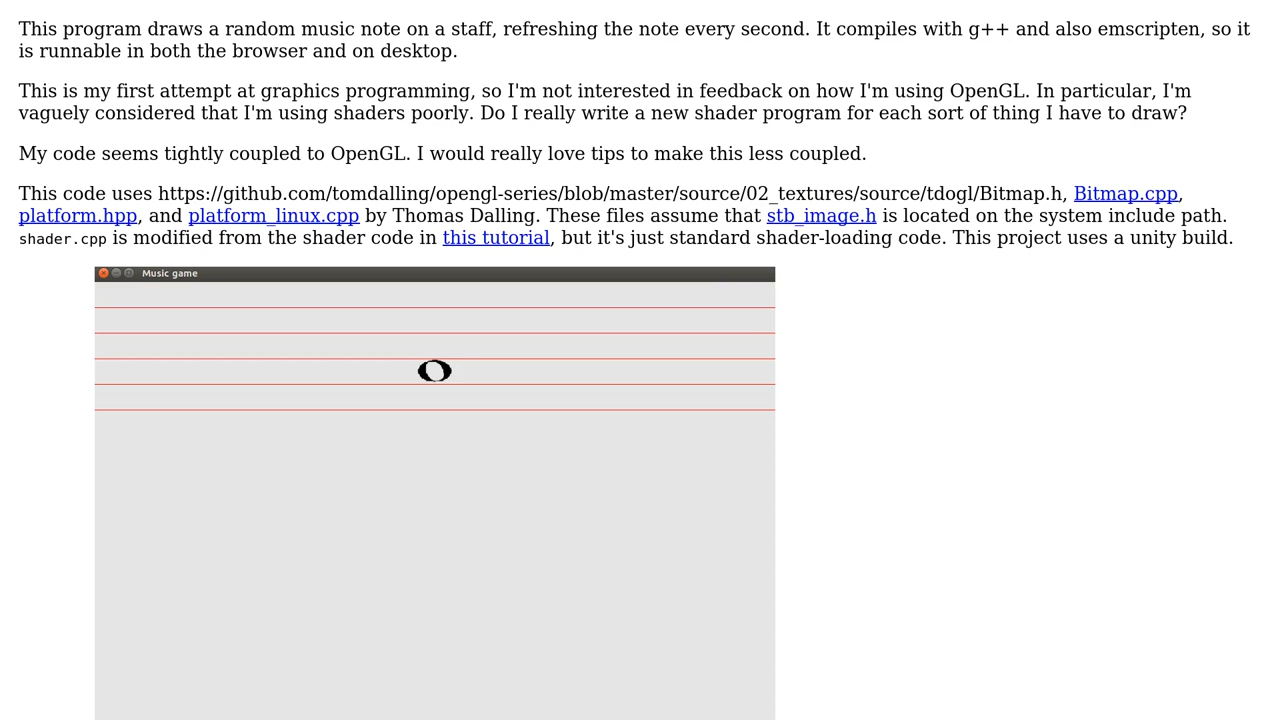 This program draws a random music note on a staff, refreshing the note every second. It compiles with g++ and also emscripten, so it
is runnable in both the browser and on desktop.
This is my first attempt at graphics programming, so I'm not interested in feedback on how I'm using OpenGL. In particular, I'm
vaguely considered that I'm using shaders poorly. Do I really write a new shader program for each sort of thing I have to draw?
My code seems tightly coupled to OpenGL. I would really love tips to make this less coupled.
This code uses https://github.com/tomdalling/opengl-series/blob/master/source/02_textures/source/tdogl/Bitmap.h, Bitmap.cpp,
platform.hpp, and platform_linux.cpp by Thomas Dalling. These files assume that stb_image.h is located on the system include path.
shader.cpp is modified from the shader code in this tutorial, but it's just standard shader-loading code. This project uses a unity build.
Music game